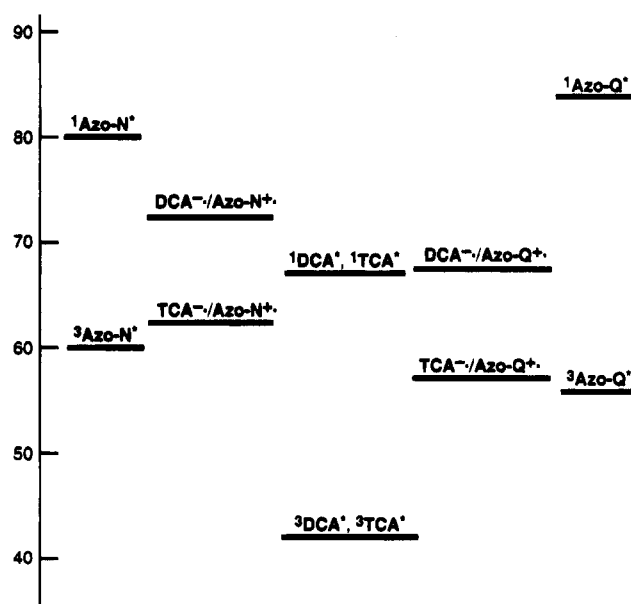 90
¹Azo-Q*
¹Azo-N*
80
DCA⁻·/Azo-N⁺·
70
¹DCA*, ¹TCA*
DCA⁻·/Azo-Q⁺·
TCA⁻·/Azo-N⁺·
³Azo-N*
60
TCA⁻·/Azo-Q⁺·
³Azo-Q*
50
³DCA*, ³TCA*
40